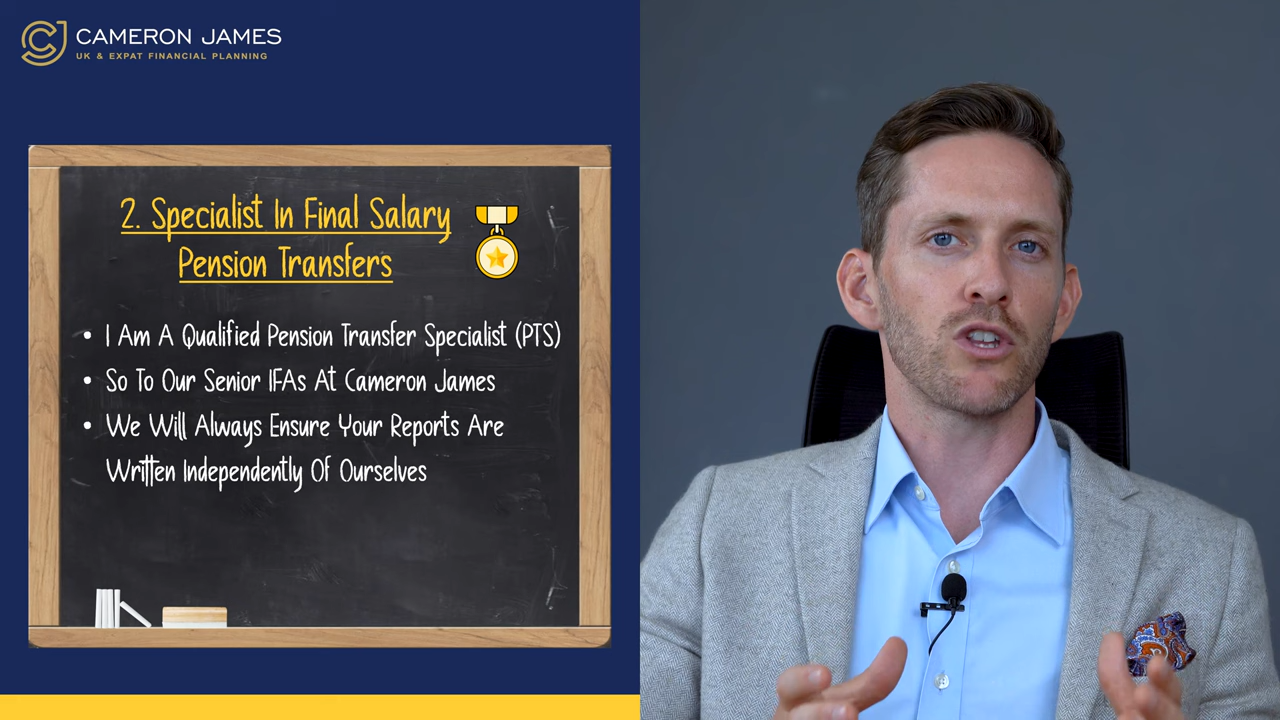 CAMERON JAMES
UK & EXPAT FINANCIAL PLANNING
2. Specialist In Final Salary
Pension Transfers
• I Am A Qualified Pension Transfer Specialist (PTS)
• So To Our Senior IFAs At Cameron James
• We Will Always Ensure Your Reports Are
Written Independently Of Ourselves